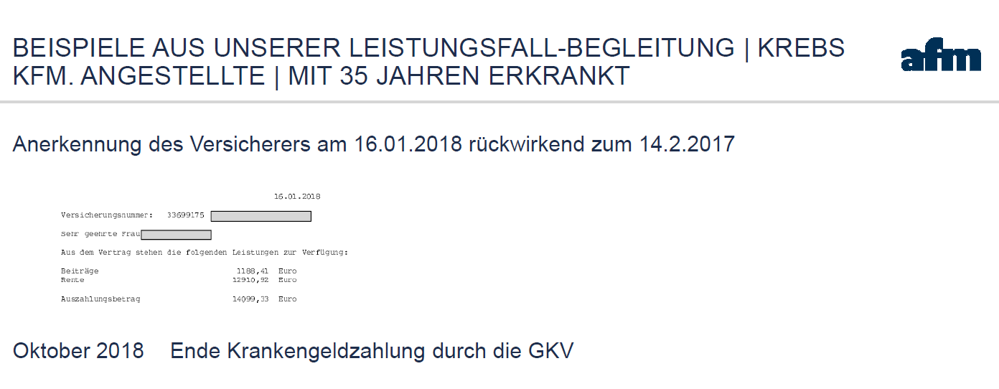 BEISPIELE AUS UNSERER LEISTUNGSFALL-BEGLEITUNG | KREBS
KFM. ANGESTELLTE | MIT 35 JAHREN ERKRANKT
afm
Anerkennung des Versicherers am 16.01.2018 rückwirkend zum 14.2.2017
16.01.2018
Versicherungsnummer: 33699175
Sehr geehrte Frau
Aus dem Vertrag stehen die folgenden Leistungen zur Verfügung:
Beiträge 1188,41 Euro
Rente 12910,92 Euro
Auszahlungsbetrag 14099,33 Euro
Oktober 2018 Ende Krankengeldzahlung durch die GKV